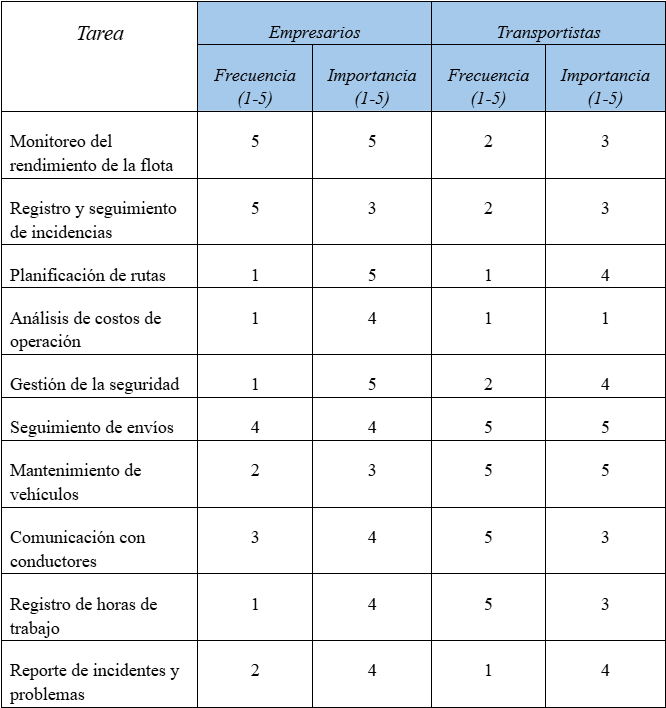 Tarea
Empresarios
Transportistas
Frecuencia
(1-5)
Importancia
(1-5)
Frecuencia
(1-5)
Importancia
(1-5)
Monitoreo del
rendimiento de la flota
5
5
2
3
Registro y seguimiento
de incidencias
5
3
2
3
Planificación de rutas
1
5
1
4
Análisis de costos de
operación
1
4
1
1
Gestión de la seguridad
1
5
2
4
Seguimiento de envíos
4
4
5
5
Mantenimiento de
vehículos
2
3
5
5
Comunicación con
conductores
3
4
5
3
Registro de horas de
trabajo
1
4
5
3
Reporte de incidentes y
problemas
2
4
1
4